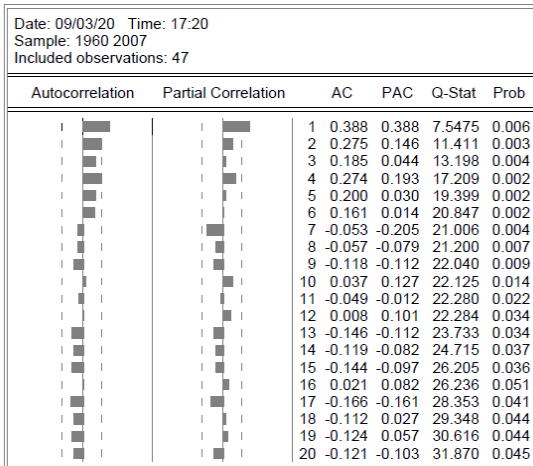 Date: 09/03/20 Time: 17:20
Sample: 1960 2007
Included observations: 47
Autocorrelation Partial Correlation AC PAC Q-Stat Prob
1 0.388 0.388 7.5475 0.006
2 0.275 0.146 11.411 0.003
3 0.185 0.044 13.198 0.004
4 0.274 0.193 17.209 0.002
5 0.200 0.030 19.399 0.002
6 0.161 0.014 20.847 0.002
7 -0.053 -0.205 21.006 0.004
8 -0.057 -0.079 21.200 0.007
9 -0.118 -0.112 22.040 0.009
10 0.037 0.127 22.125 0.014
11 -0.049 -0.012 22.280 0.022
12 0.008 0.101 22.284 0.034
13 -0.146 -0.112 23.733 0.034
14 -0.119 -0.082 24.715 0.037
15 -0.144 -0.097 26.205 0.036
16 0.021 0.082 26.236 0.051
17 -0.166 -0.161 28.353 0.041
18 -0.112 0.027 29.348 0.044
19 -0.124 0.057 30.616 0.044
20 -0.121 -0.103 31.870 0.045